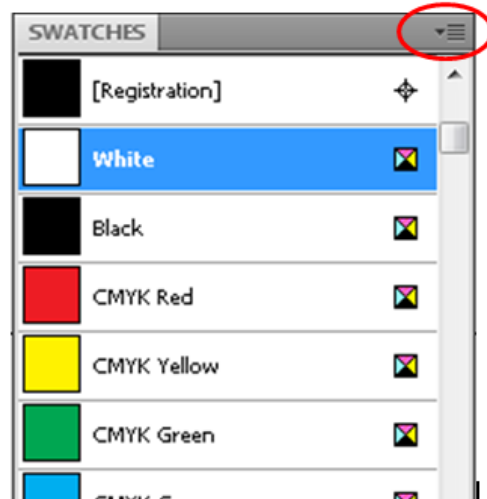 SWATCHES
[Registration]
White
Black
CMYK Red
CMYK Yellow
CMYK Green